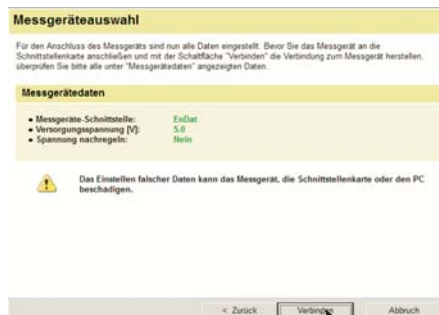 Messgeräteauswahl
Für den Anschluss des Messgeräts sind nun alle Daten eingestellt. Bevor Sie das Messgerät an die
Schnittstellenkarte anschließen und mit der Schaltfläche "Verbinden" die Verbindung zum Messgerät herstellen,
überprüfen Sie bitte alle unter "Messgerätedaten" angezeigten Daten.
Messgerätedaten
• Messgeräte-Schnittstelle: EnDat
• Versorgungsspannung [V]: 5.0
• Spannung nachregeln: Nein
Das Einstellen falscher Daten kann das Messgerät, die Schnittstellenkarte oder den PC
beschadigen.
< Zurück Verbinden Abbruch